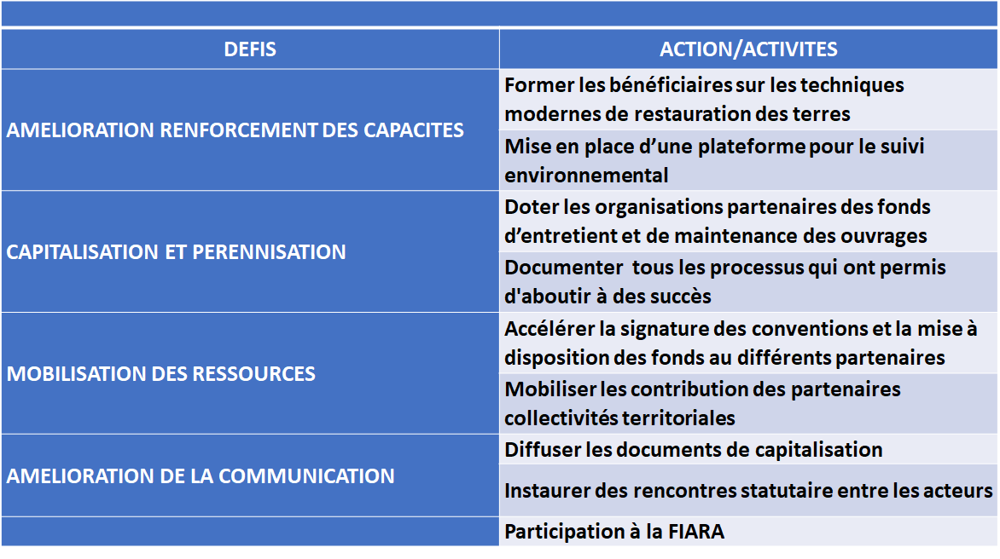 DEFIS
ACTION/ACTIVITES
AMELIORATION RENFORCEMENT DES CAPACITES
Former les bénéficiaires sur les techniques
modernes de restauration des terres
Mise en place d’une plateforme pour le suivi
environnemental
CAPITALISATION ET PERENNISATION
Doter les organisations partenaires des fonds
d’entretient et de maintenance des ouvrages
Documenter  tous les processus qui ont permis
d'aboutir à des succès
MOBILISATION DES RESSOURCES
Accélérer la signature des conventions et la mise à
disposition des fonds au différents partenaires
Mobiliser les contribution des partenaires
collectivités territoriales
AMELIORATION DE LA COMMUNICATION
Diffuser les documents de capitalisation
Instaurer des rencontres statutaire entre les acteurs
Participation à la FIARA